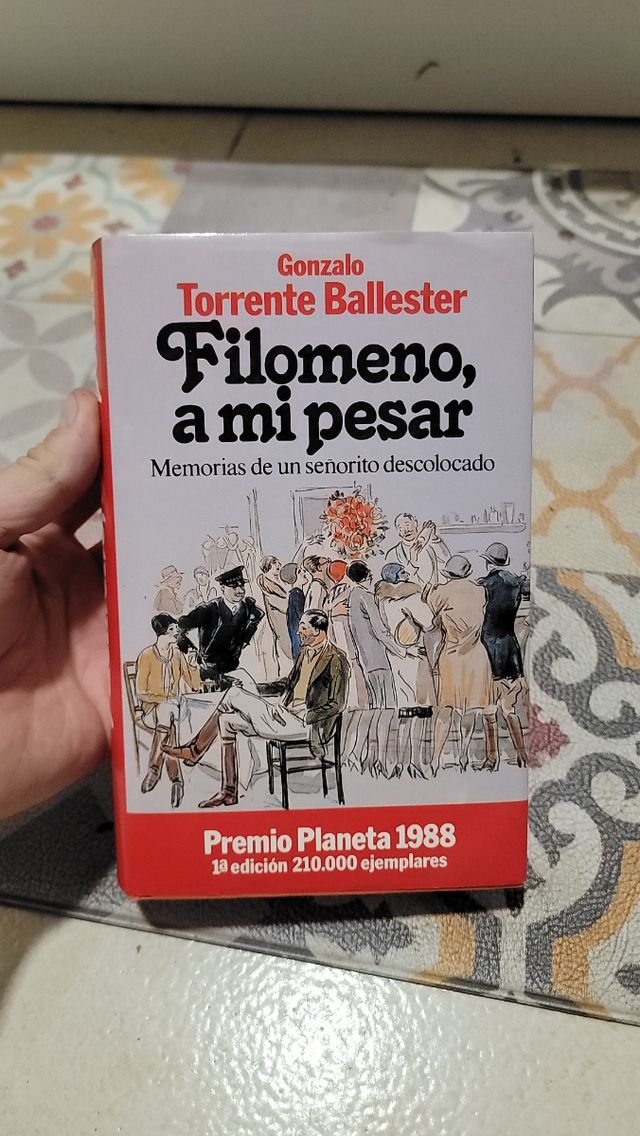 Gonzalo
Torrente Ballester
Filomeno,
a mi pesar
Memorias de un señorito descolocado
Premio Planeta 1988
1ª edición 210.000 ejemplares